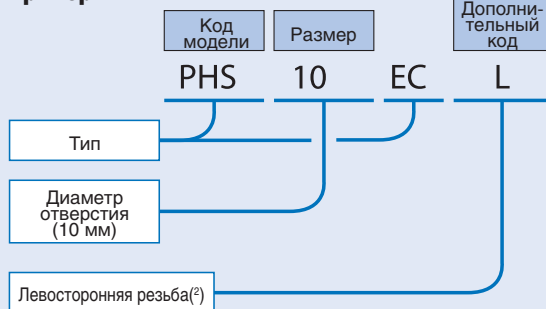 Код
модели
Размер
Дополни-
тельный
код
PHS 10 EC L
Тип
Диаметр
отверстия
(10 мм)
Левосторонняя резьба(²)